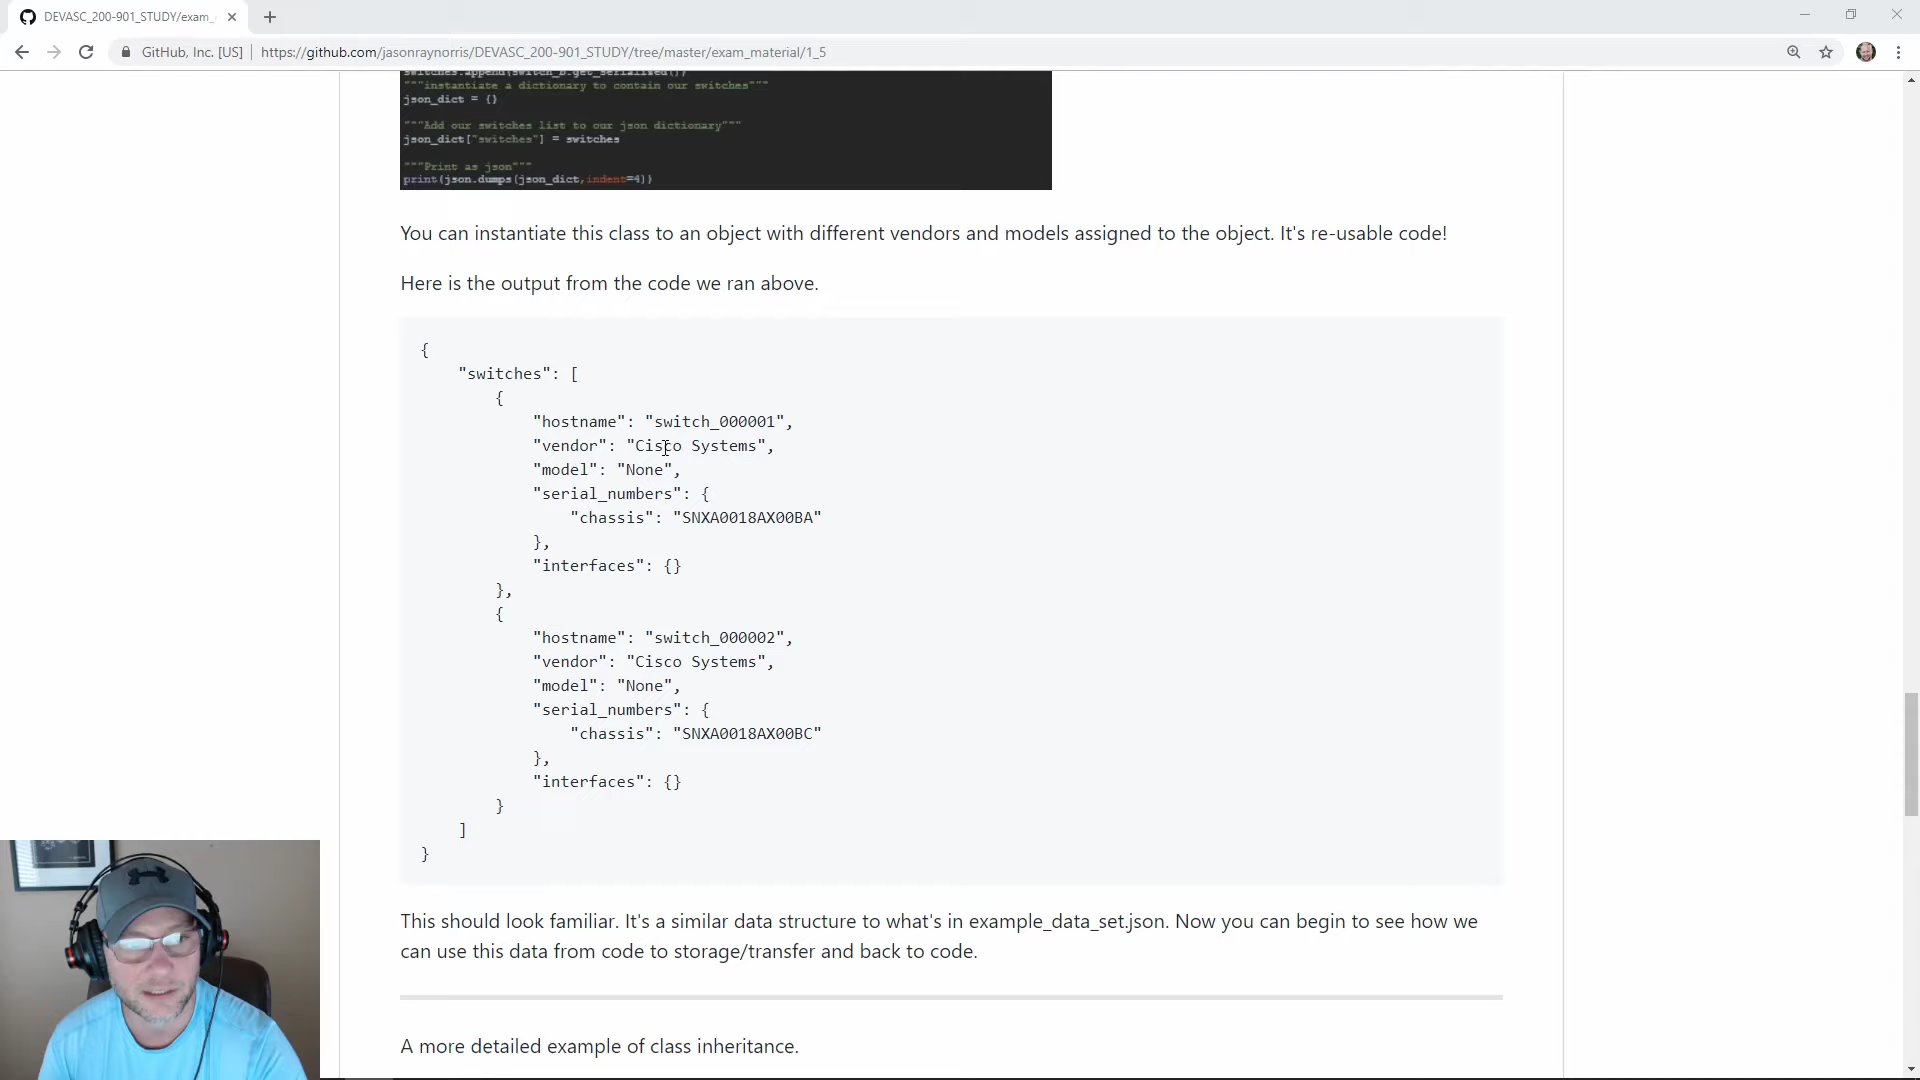 DEVASC_200-901_STUDY/exam_
GitHub, Inc. [US]
https://github.com/jasonraynorris/DEVASC_200-901_STUDY/tree/master/exam_material/1_5
switches.append(switch_b.get_serialized())
"""instantiate a dictionary to contain our switches"""
json_dict = {}
"""Add our switches list to our json dictionary"""
json_dict["switches"] = switches
"""Print as json"""
print(json.dumps(json_dict,indent=4))
You can instantiate this class to an object with different vendors and models assigned to the object. It's re-usable code!
Here is the output from the code we ran above.
{
"switches": [
{
"hostname": "switch_000001",
"vendor": "Cisco Systems",
"model": "None",
"serial_numbers": {
"chassis": "SNXA0018AX00BA"
},
"interfaces": {}
},
{
"hostname": "switch_000002",
"vendor": "Cisco Systems",
"model": "None",
"serial_numbers": {
"chassis": "SNXA0018AX00BC"
},
"interfaces": {}
}
]
}
This should look familiar. It's a similar data structure to what's in example_data_set.json. Now you can begin to see how we
can use this data from code to storage/transfer and back to code.
A more detailed example of class inheritance.